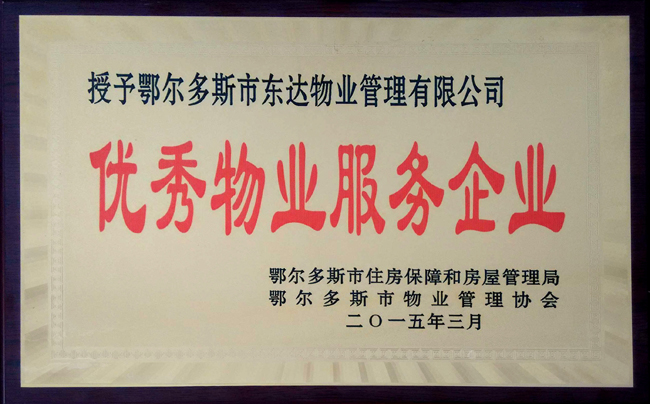 授予鄂尔多斯市东达物业管理有限公司
优秀物业服务企业
鄂尔多斯市住房保障和房屋管理局
鄂尔多斯市物业管理协会
二〇一五年三月